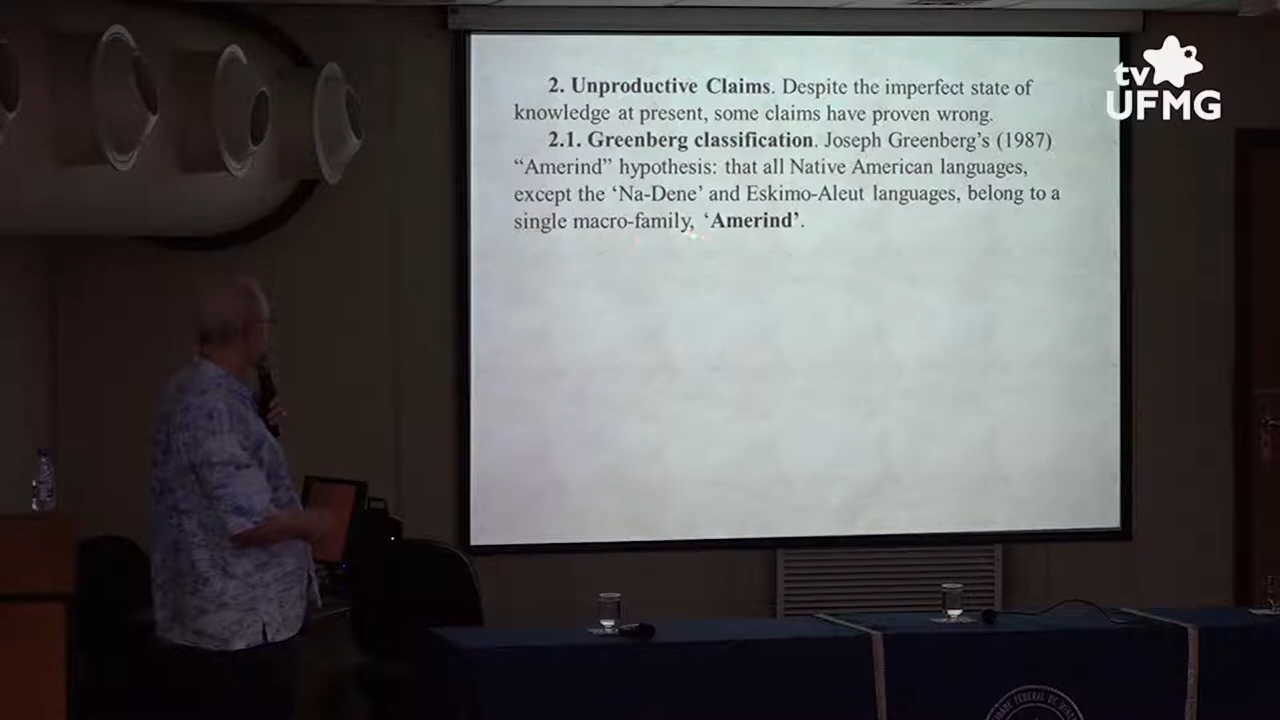 tv
UFMG
2. Unproductive Claims. Despite the imperfect state of
knowledge at present, some claims have proven wrong.
2.1. Greenberg classification. Joseph Greenberg’s (1987)
“Amerind” hypothesis: that all Native American languages,
except the ‘Na-Dene’ and Eskimo-Aleut languages, belong to a
single macro-family, ‘Amerind’.